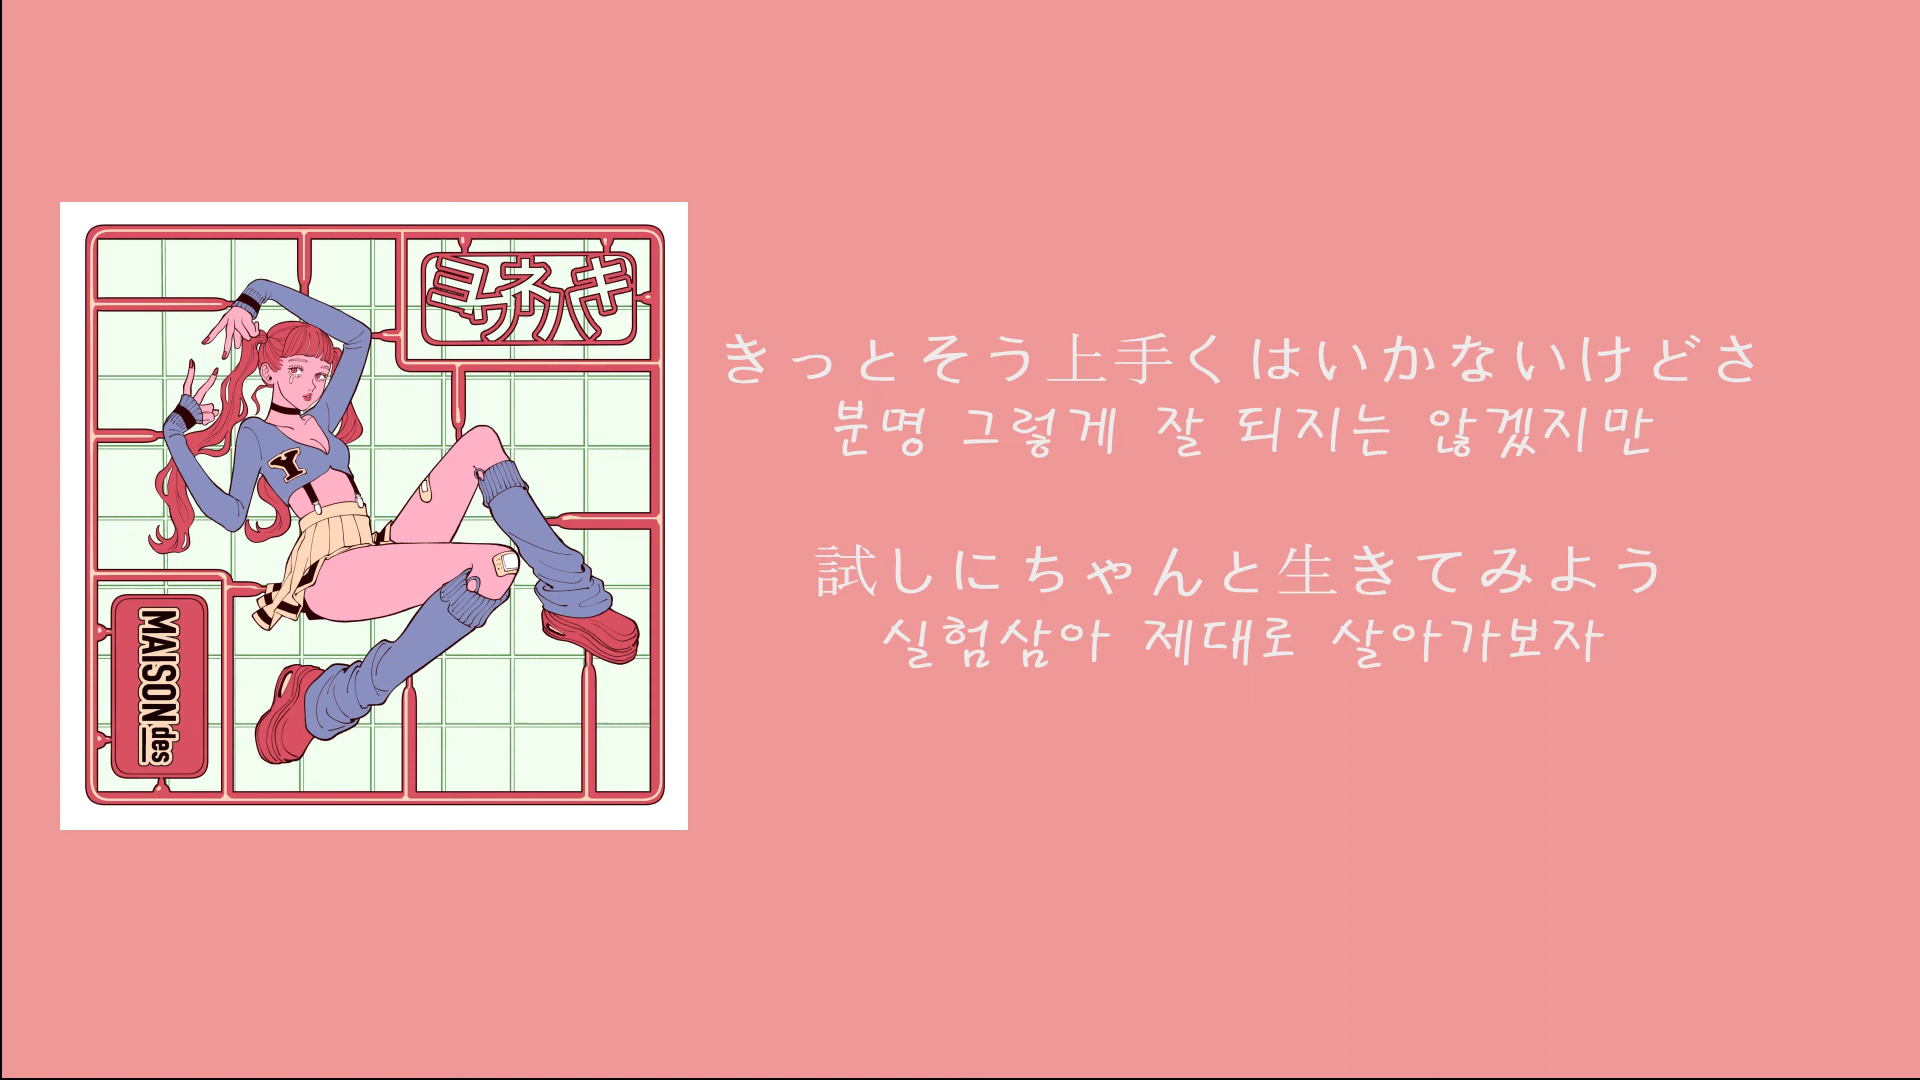 ヨワネハキ
Y
MAISON des
きっとそう上手くはいかないけどさ
분명 그렇게 잘 되지는 않겠지만
試しにちゃんと生きてみよう
실험삼아 제대로 살아가보자